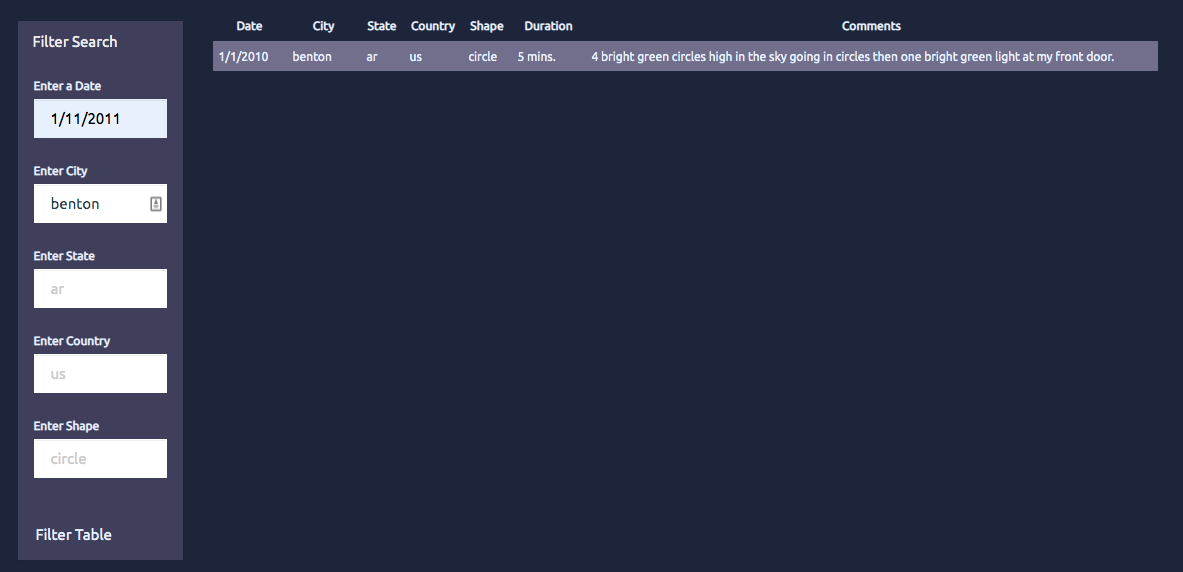 Filter Search
Enter a Date
1/11/2011
Enter City
benton
Enter State
ar
Enter Country
us
Enter Shape
circle
Filter Table
Date City State Country Shape Duration Comments
1/1/2010 benton ar us circle 5 mins. 4 bright green circles high in the sky going in circles then one bright green light at my front door.